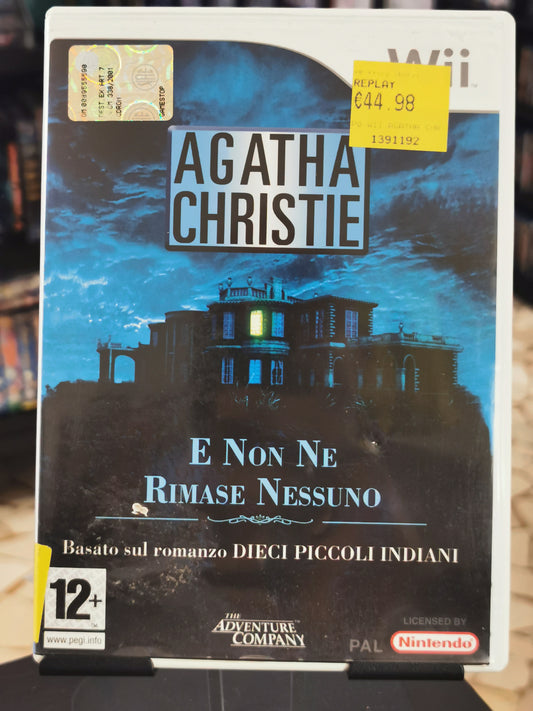 Wii
REPLAY
€44.98
1391192
GAMESTOP
AGATHA
CHRISTIE
E Non Ne
Rimase Nessuno
Basato sul romanzo DIECI PICCOLI INDIANI
12+
www.pegi.info
THE
ADVENTURE
COMPANY
PAL
LICENSED BY
Nintendo